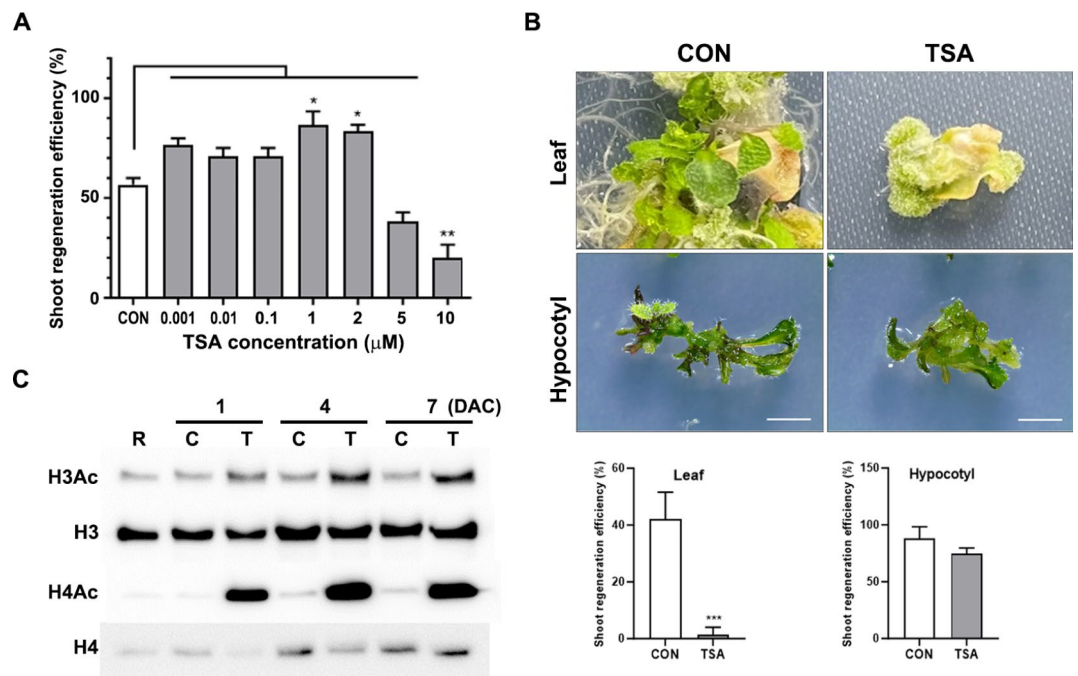 A
Shoot regeneration efficiency (%)
100
50
0
*
*
**
CON 0.001 0.01 0.1 1 2 5 10
TSA concentration (μM)
B
CON TSA
Leaf
Hypocotyl
Shoot regeneration efficiency (%)
60
40
20
0
Leaf
***
CON TSA
Shoot regeneration efficiency (%)
150
100
50
0
Hypocotyl
CON TSA
C
1 4 7 (DAC)
R C T C T C T
H3Ac
H3
H4Ac
H4